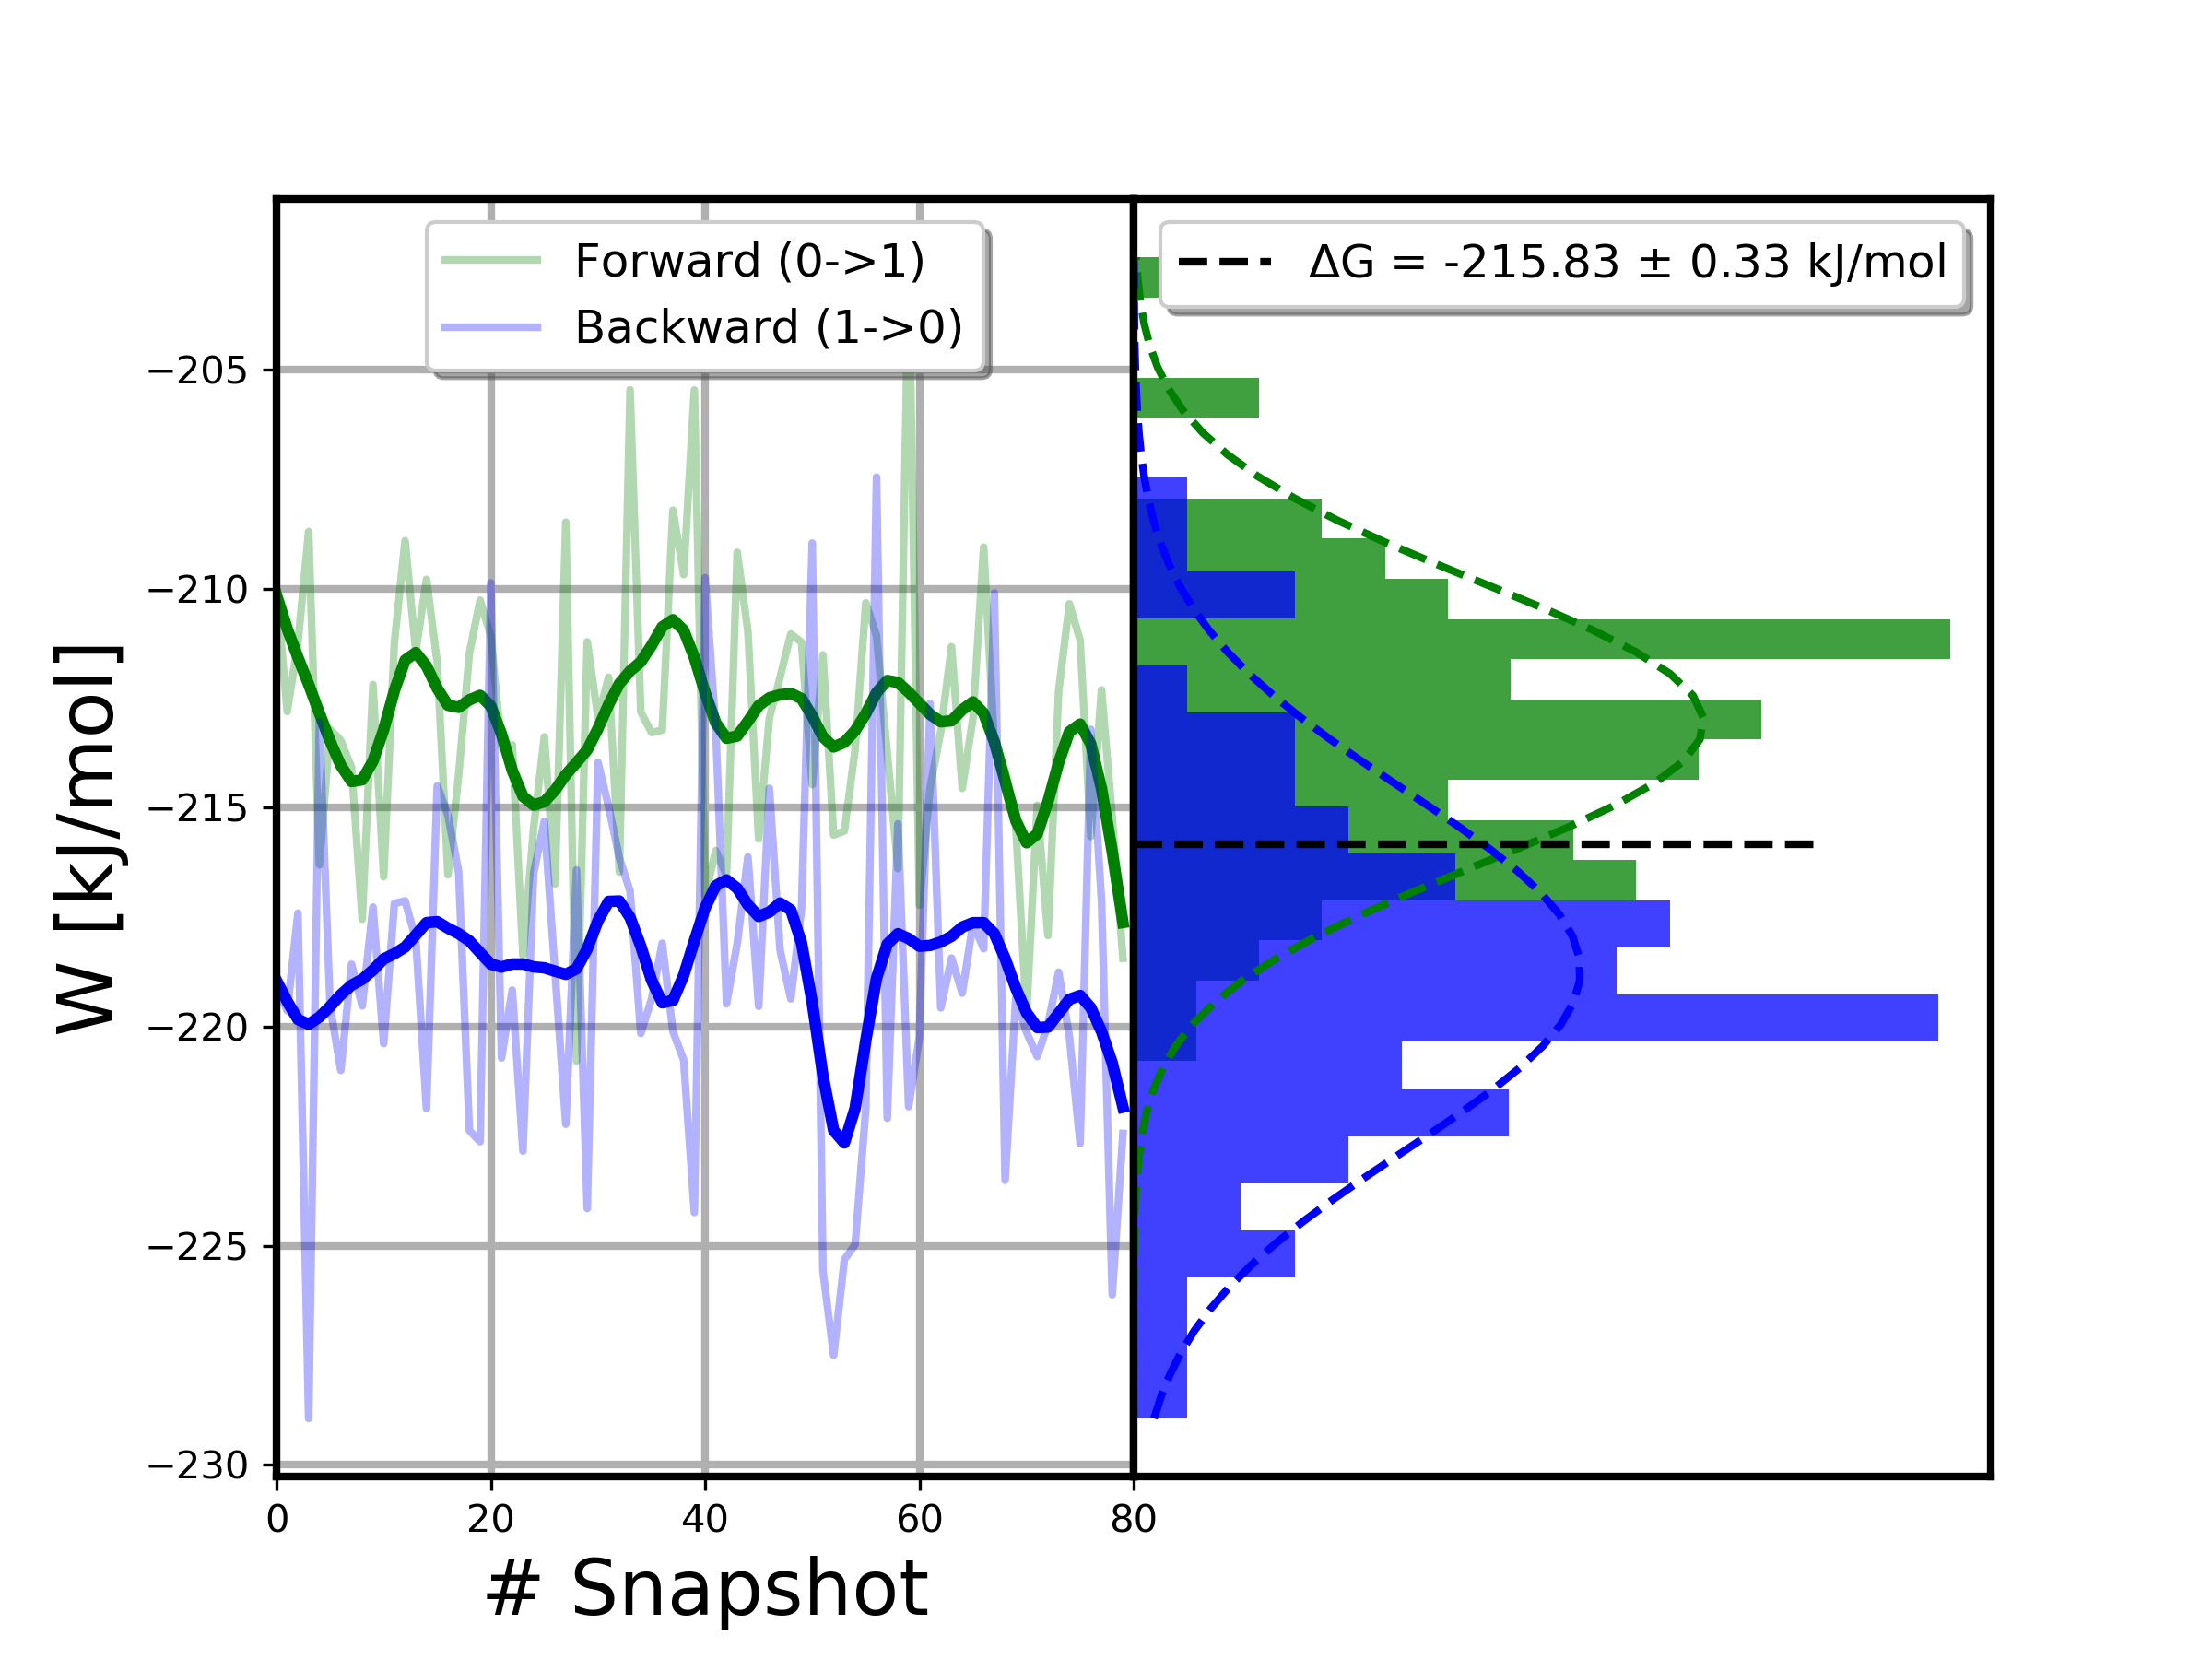 Forward (0->1)
Backward (1->0)
ΔG = -215.83 ± 0.33 kJ/mol
W [kJ/mol]
−205
−210
−215
−220
−225
−230
0 20 40 60 80
# Snapshot